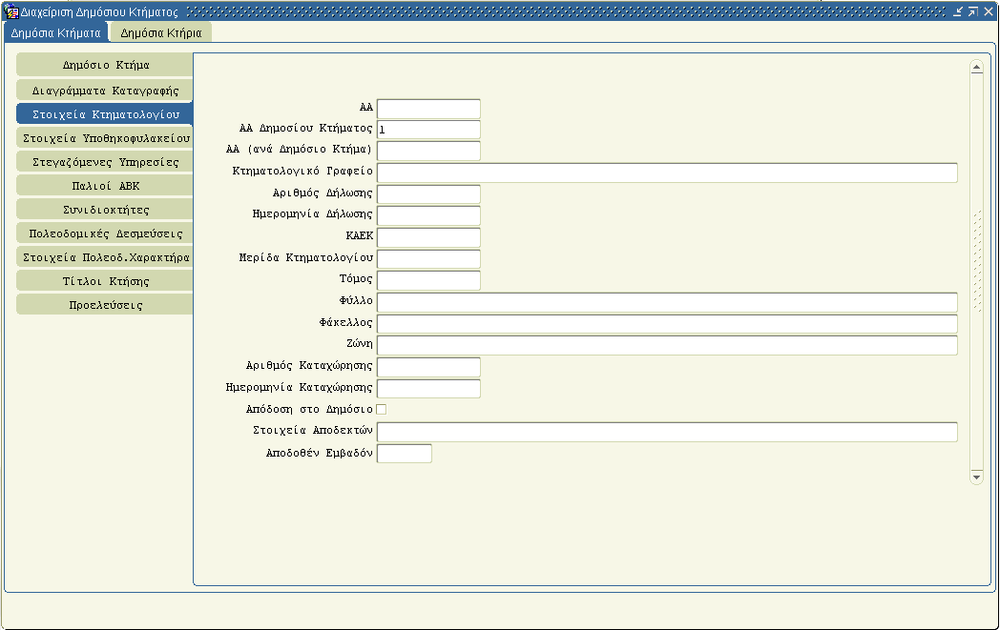 Διαχείριση Δημόσιου Κτήματος
Δημόσια Κτήματα
Δημόσια Κτήρια
Δημόσιο Κτήμα
Διαγράμματα Καταγραφής
Στοιχεία Κτηματολογίου
Στοιχεία Υποθηκοφυλακείου
Στεγαζόμενες Υπηρεσίες
Παλιοί ΑΒΚ
Συνιδιοκτήτες
Πολεοδομικές Δεσμεύσεις
Στοιχεία Πολεοδ.Χαρακτήρα
Τίτλοι Κτήσης
Προελεύσεις
ΑΑ
ΑΑ Δημοσίου Κτήματος 1
ΑΑ (ανά Δημόσιο Κτήμα)
Κτηματολογικό Γραφείο
Αριθμός Δήλωσης
Ημερομηνία Δήλωσης
ΚΑΕΚ
Μερίδα Κτηματολογίου
Τόμος
Φύλλο
Φάκελλος
Ζώνη
Αριθμός Καταχώρησης
Ημερομηνία Καταχώρησης
Απόδοση στο Δημόσιο
Στοιχεία Αποδεκτών
Αποδοθέν Εμβαδόν